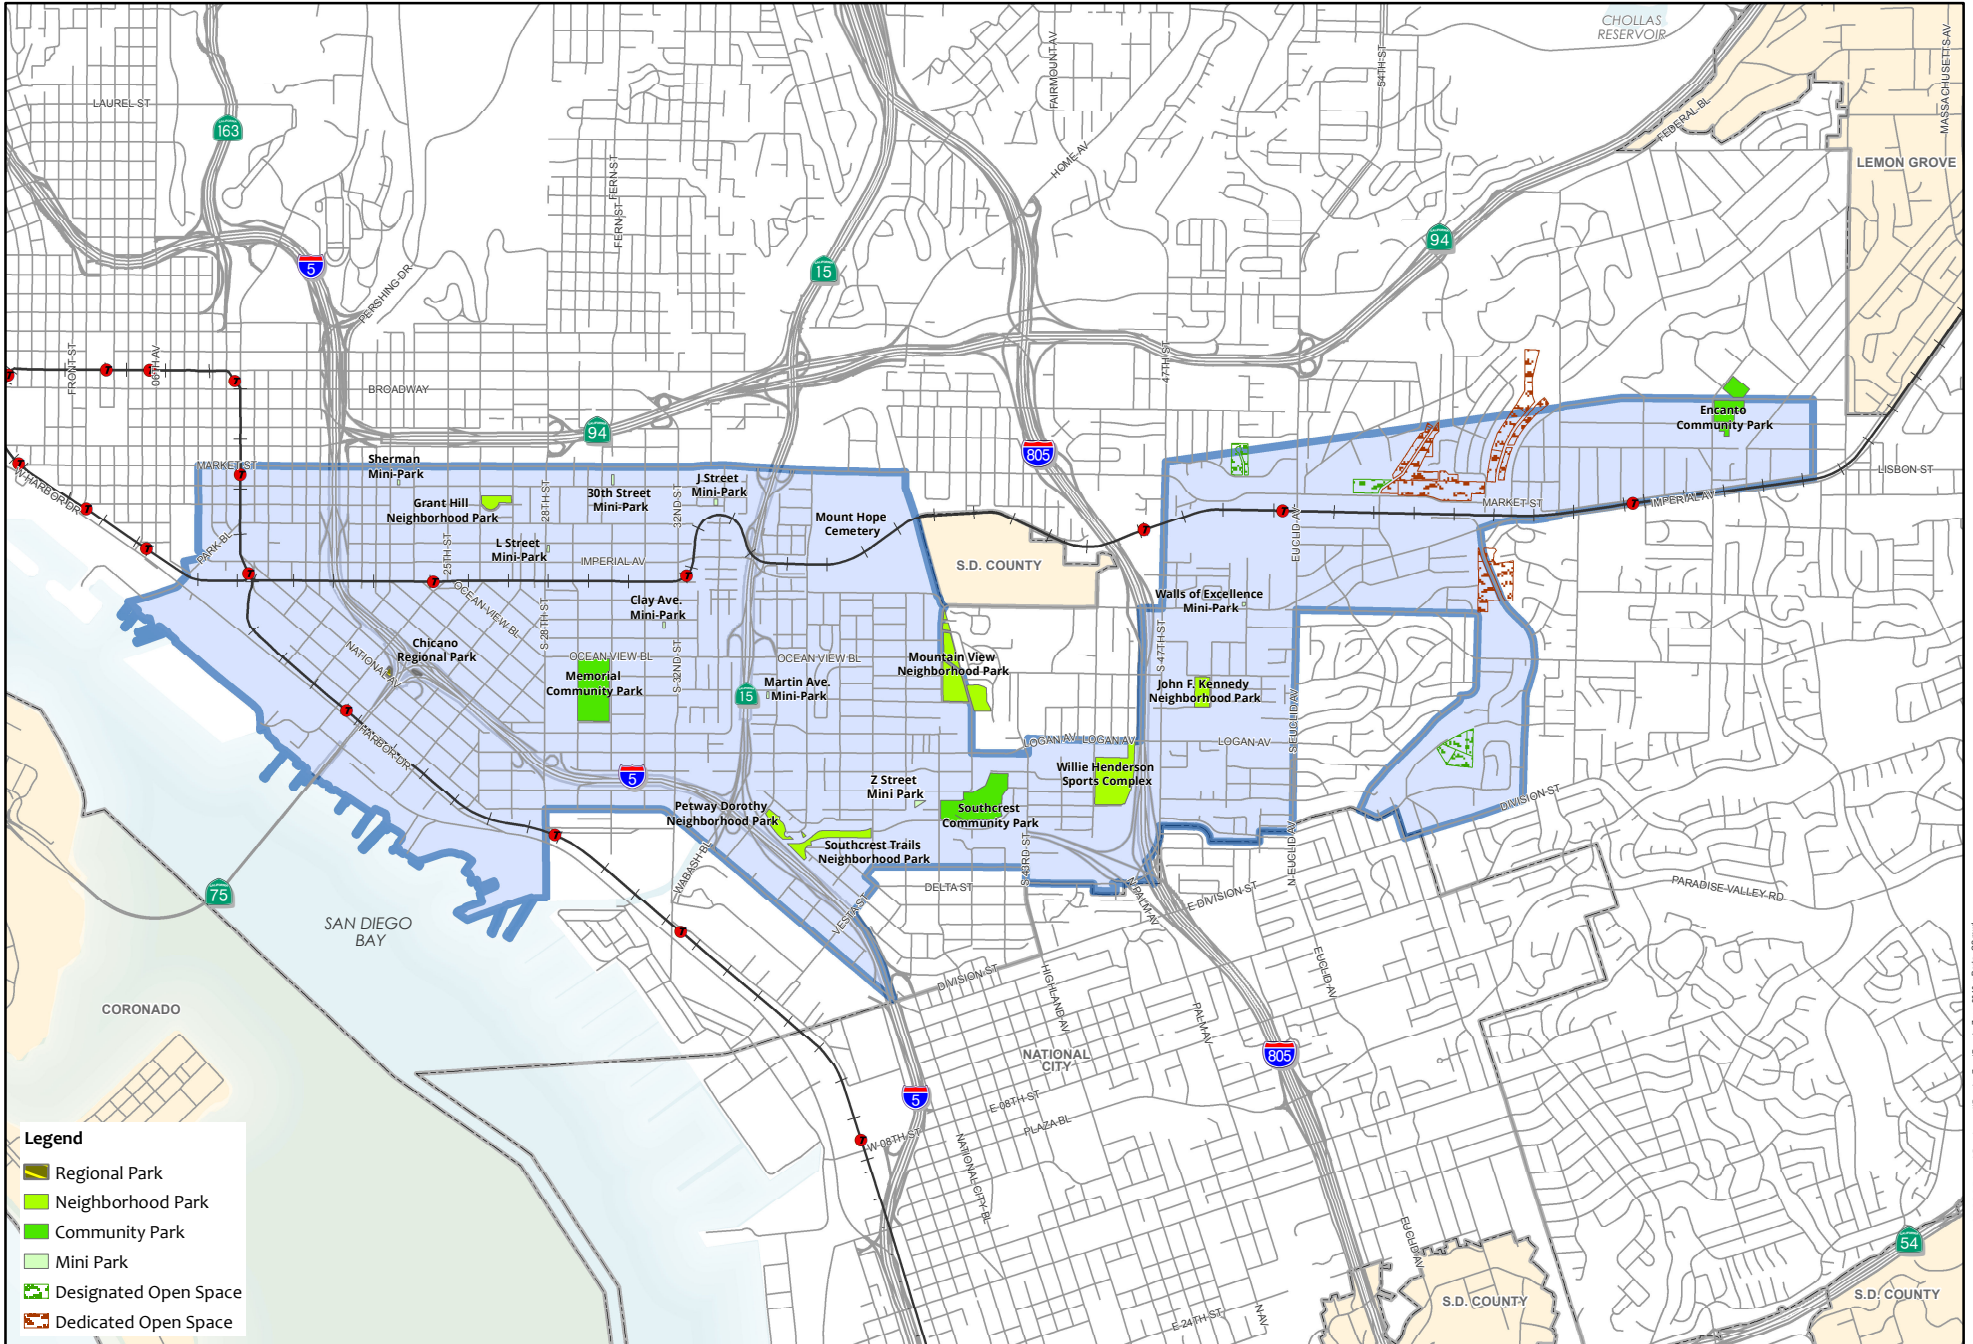 CHOLLAS
RESERVOIR
MASSACHUSETTS AV
FAIRMOUNT AV
54TH ST
LAUREL ST
163
FEDERAL BL
LEMON GROVE
HOME AV
FERN ST
FERN ST
94
5
15
PERSHING DR
FRONT ST
06TH AV
47TH ST
BROADWAY
94
805
Encanto
Community Park
Sherman
Mini-Park
MARKET ST
LISBON ST
W HARBOR DR
J Street
Mini-Park
30th Street
Mini-Park
Grant Hill
Neighborhood Park
28TH ST
32ND ST
MARKET ST
IMPERIAL AV
Mount Hope
Cemetery
EUCLID AV
PARK BL
25TH ST
L Street
Mini-Park
IMPERIAL AV
S.D. COUNTY
OCEAN VIEW BL
Clay Ave.
Mini-Park
Walls of Excellence
Mini-Park
S 28TH ST
Chicano
Regional Park
NATIONAL AV
OCEAN VIEW BL
OCEAN VIEW BL
S 32ND ST
S 47TH ST
Mountain View
Neighborhood Park
Memorial
Community Park
Martin Ave.
Mini-Park
15
John F. Kennedy
Neighborhood Park
S EUCLID AV
HARBOR DR
LOGAN AV
LOGAN AV
LOGAN AV
5
Willie Henderson
Sports Complex
Z Street
Mini Park
Petway Dorothy
Neighborhood Park
Southcrest
Community Park
DIVISION ST
Southcrest Trails
Neighborhood Park
N EUCLID AV
S 43RD ST
WABASH BL
DELTA ST
75
E DIVISION ST
N PALM AV
PARADISE VALLEY RD
VESTA ST
SAN DIEGO
BAY
DIVISION ST
EUCLID AV
HIGHLAND AV
CORONADO
PALM AV
NATIONAL
CITY
805
5
E 08TH ST
PLAZA BL
W 08TH ST
NATIONAL CITY BL
EUCLID AV
54
S.D. COUNTY
S.D. COUNTY
E 24TH ST
N AV
Legend
Regional Park
Neighborhood Park
Community Park
Mini Park
Designated Open Space
Dedicated Open Space